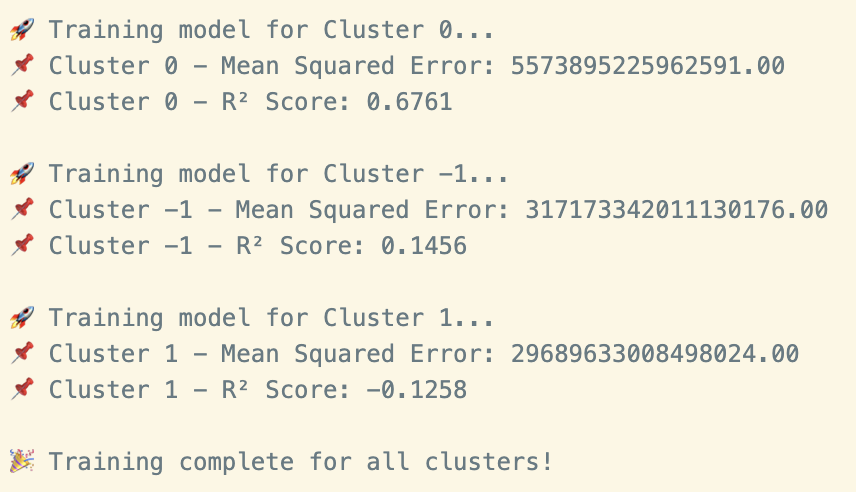 🚀 Training model for Cluster 0...
📌 Cluster 0 - Mean Squared Error: 5573895225962591.00
📌 Cluster 0 - R² Score: 0.6761
🚀 Training model for Cluster -1...
📌 Cluster -1 - Mean Squared Error: 317173342011130176.00
📌 Cluster -1 - R² Score: 0.1456
🚀 Training model for Cluster 1...
📌 Cluster 1 - Mean Squared Error: 29689633008498024.00
📌 Cluster 1 - R² Score: -0.1258
🎉 Training complete for all clusters!